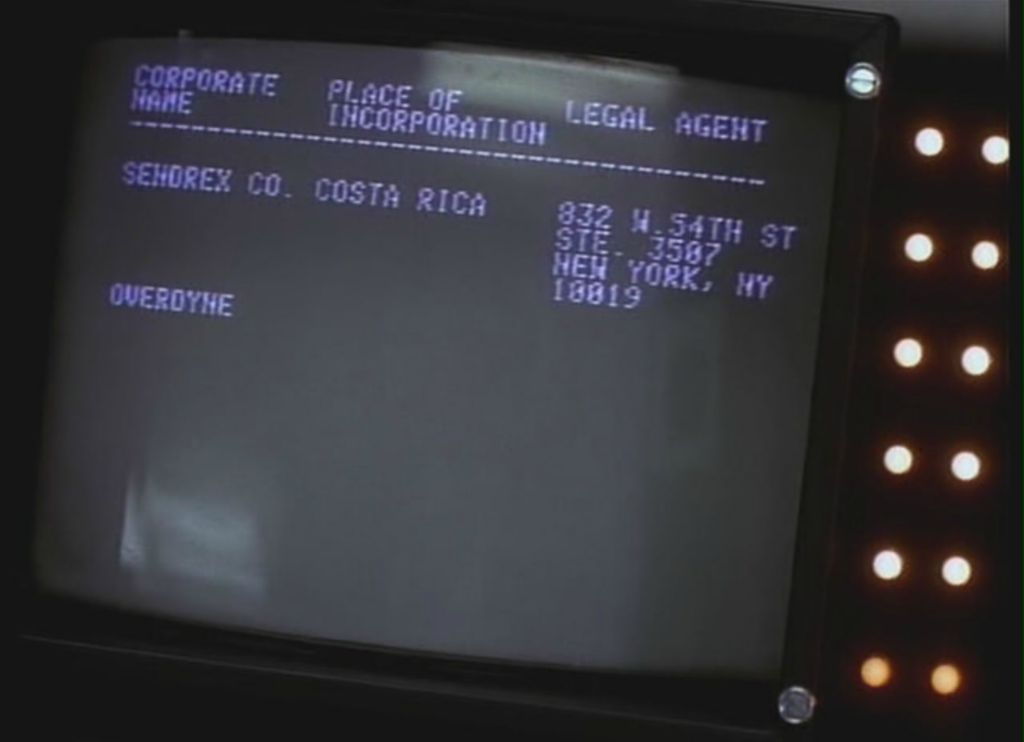 CORPORATE NAME PLACE OF INCORPORATION LEGAL AGENT
--------------------------------------------------
SENOREX CO. COSTA RICA 832 W.54TH ST
STE. 3507
NEW YORK, NY
10019
OVERDYNE